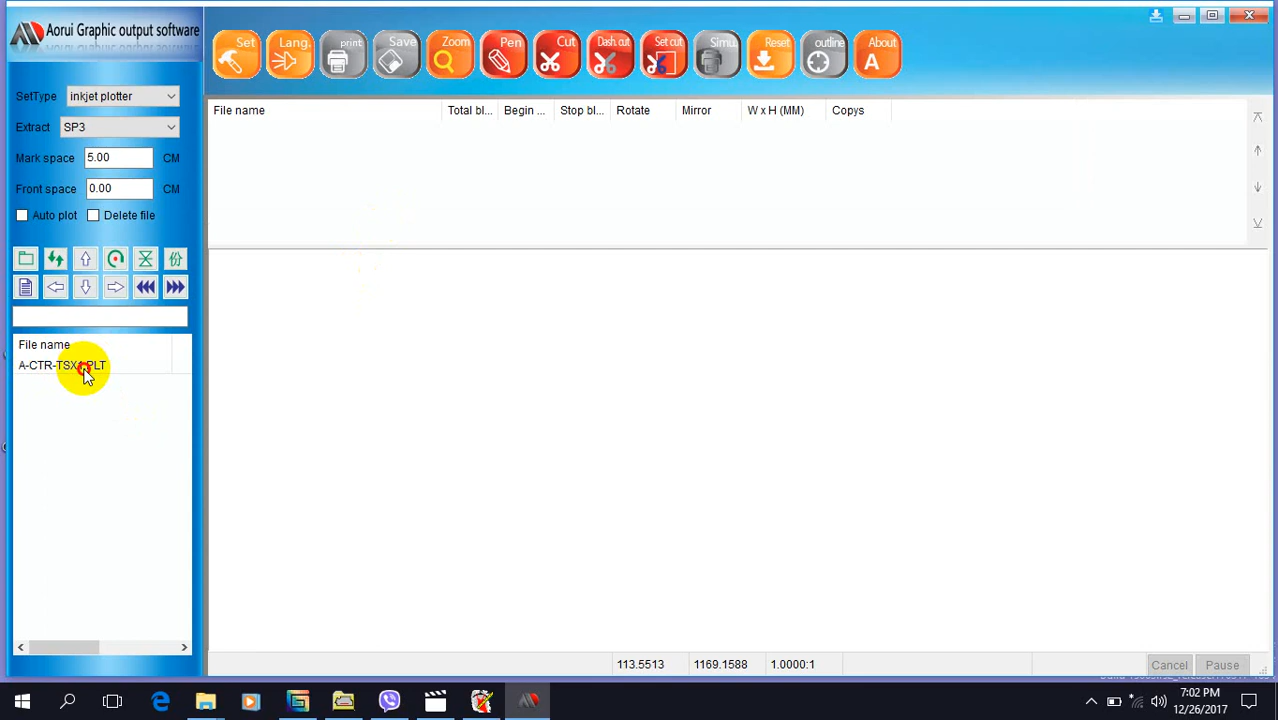 Aorui Graphic output software
Set
Lang.
print
Save
Zoom
Pen
Cut
Dash. cut
Set cut
Simu.
Reset
outline
About
A
SetType inkjet plotter
Extract SP3
Mark space 5.00 CM
Front space 0.00 CM
Auto plot Delete file
份
File name
A-CTR-TSX PLT
File name Total bl... Begin ... Stop bl... Rotate Mirror W x H (MM) Copys
113.5513 1169.1588 1.0000:1 Cancel Pause
7:02 PM
12/26/2017